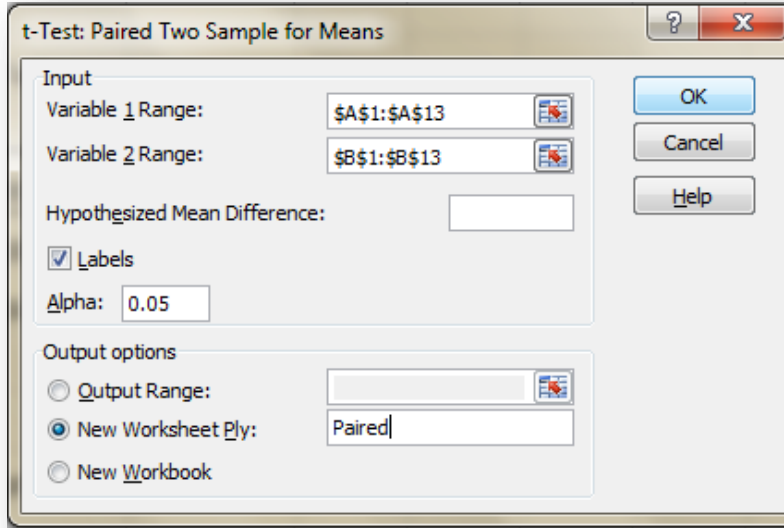 t-Test: Paired Two Sample for Means
Input
Variable 1 Range: $A$1:$A$13
Variable 2 Range: $B$1:$B$13
Hypothesized Mean Difference:
Labels
Alpha: 0.05
OK
Cancel
Help
Output options
Output Range:
New Worksheet Ply: Paired
New Workbook